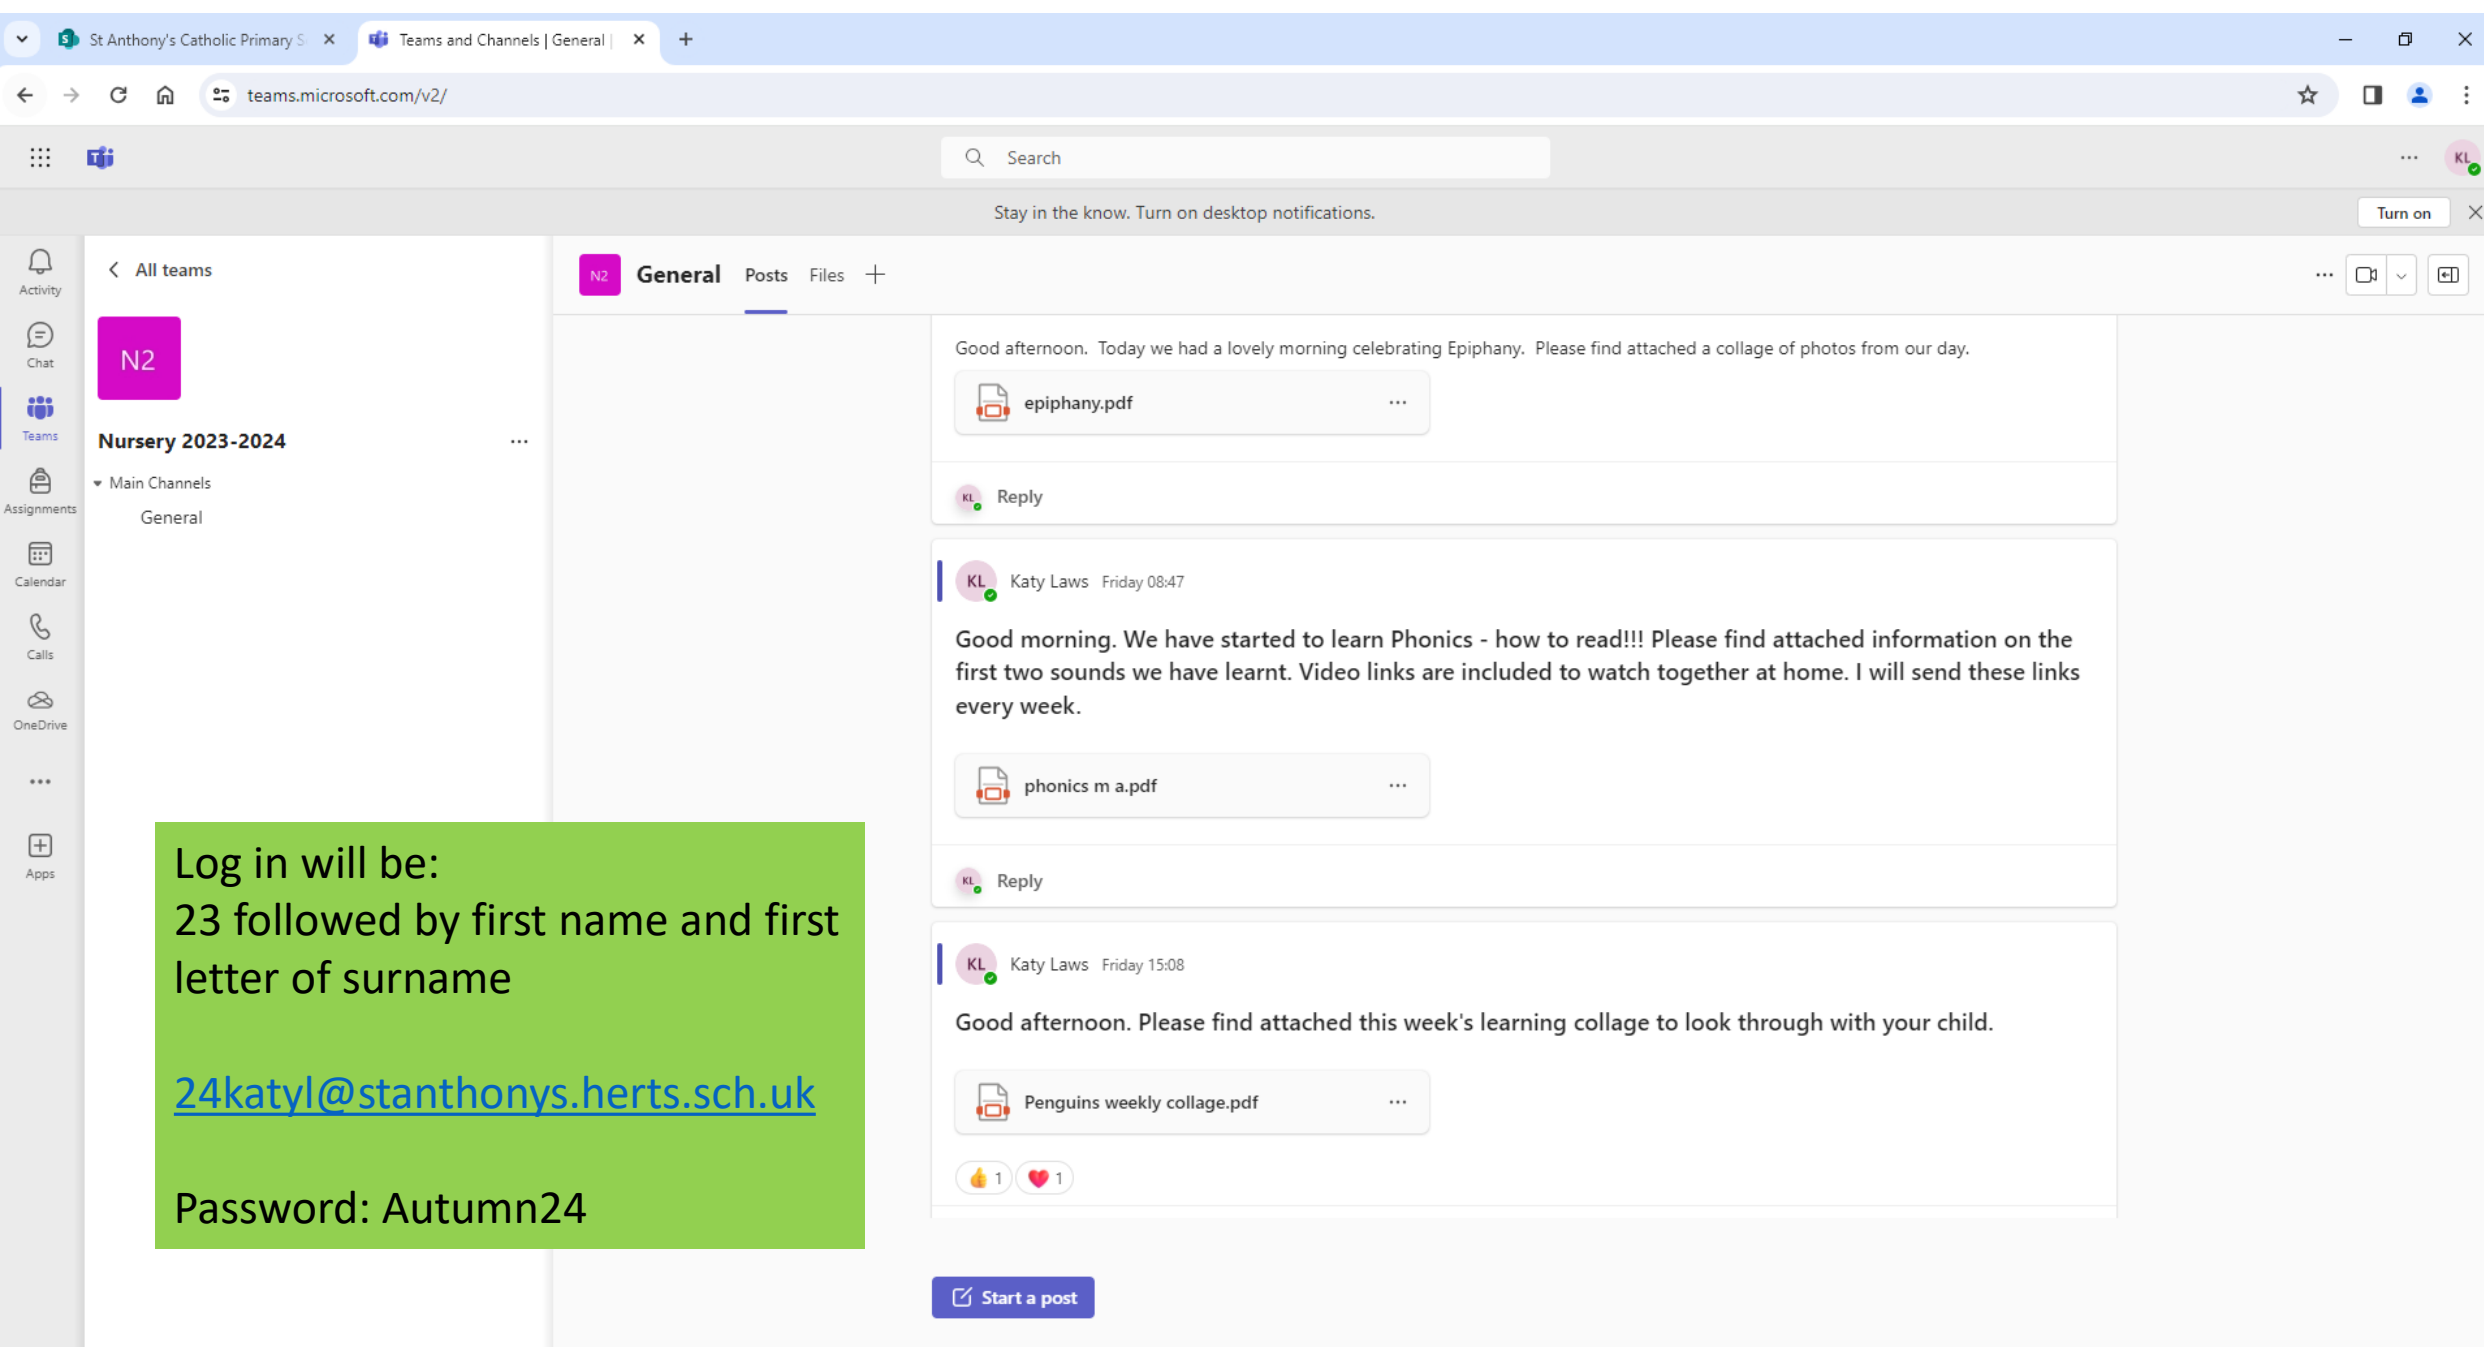 St Anthony's Catholic Primary S
Teams and Channels | General |
teams.microsoft.com/v2/
Search
KL
Stay in the know. Turn on desktop notifications.
Turn on
Activity
Chat
Teams
Assignments
Calendar
Calls
OneDrive
Apps
All teams
N2
Nursery 2023-2024
Main Channels
General
N2
General Posts Files
Good afternoon. Today we had a lovely morning celebrating Epiphany. Please find attached a collage of photos from our day.
epiphany.pdf
KL Reply
KL Katy Laws Friday 08:47
Good morning. We have started to learn Phonics - how to read!!! Please find attached information on the
first two sounds we have learnt. Video links are included to watch together at home. I will send these links
every week.
phonics m a.pdf
KL Reply
KL Katy Laws Friday 15:08
Good afternoon. Please find attached this week's learning collage to look through with your child.
Penguins weekly collage.pdf
1 1
Start a post
Log in will be:
23 followed by first name and first
letter of surname
24katyl@stanthonys.herts.sch.uk
Password: Autumn24